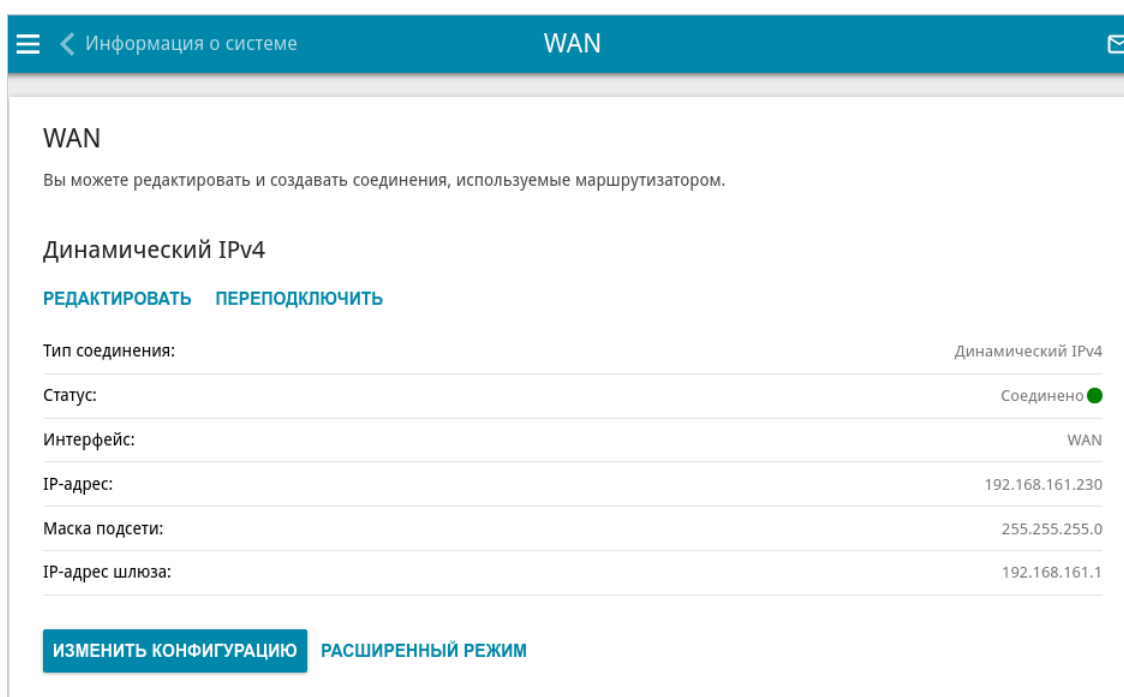 Информация о системе
WAN
WAN
Вы можете редактировать и создавать соединения, используемые маршрутизатором.
Динамический IPv4
РЕДАКТИРОВАТЬ ПЕРЕПОДКЛЮЧИТЬ
Тип соединения: Динамический IPv4
Статус: Соединено
Интерфейс: WAN
IP-адрес: 192.168.161.230
Маска подсети: 255.255.255.0
IP-адрес шлюза: 192.168.161.1
ИЗМЕНИТЬ КОНФИГУРАЦИЮ РАСШИРЕННЫЙ РЕЖИМ